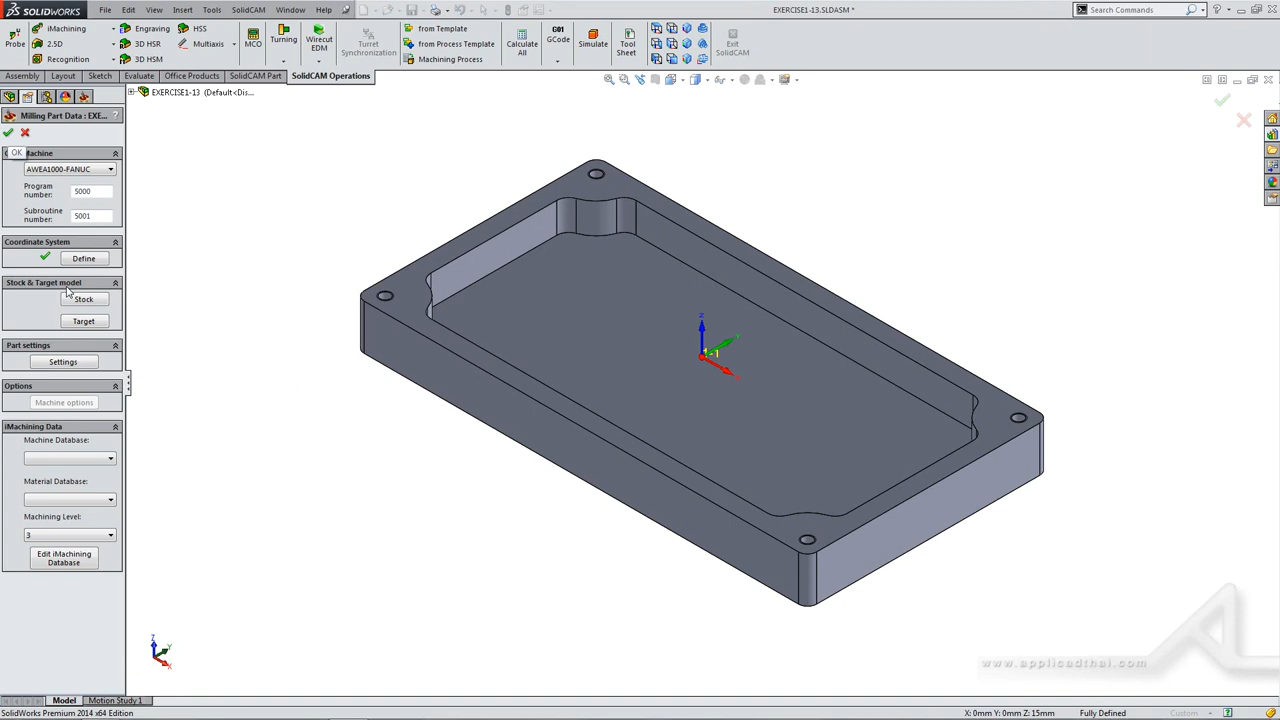 SOLIDWORKS
File Edit View Insert Tools SolidCAM Window Help
EXERCISE1-13.SLDASM *
Search Commands
Probe
iMachining
2.5D
Recognition
Engraving
3D HSR
3D HSM
HSS
Multiaxis
MCO
Turning
Wirecut EDM
Turret Synchronization
from Template
from Process Template
Machining Process
Calculate All
G01
GCode
Simulate
Tool Sheet
Exit SolidCAM
Assembly Layout Sketch Evaluate Office Products SolidCAM Part SolidCAM Operations
EXERCISE1-13 (Default<Dis...
Milling Part Data : EXE... ?
OK
Machine
AWEA1000-FANUC
Program number: 5000
Subroutine number: 5001
Coordinate System
Define
Stock & Target model
Stock
Target
Part settings
Settings
Options
Machine options
iMachining Data
Machine Database:
Material Database:
Machining Level:
3
Edit iMachining Database
Z
Z
Y
X
www.applicadthai.com
Model Motion Study 1
SolidWorks Premium 2014 x64 Edition
X: 0mm Y: 0mm Z: 15mm Fully Defined Custom